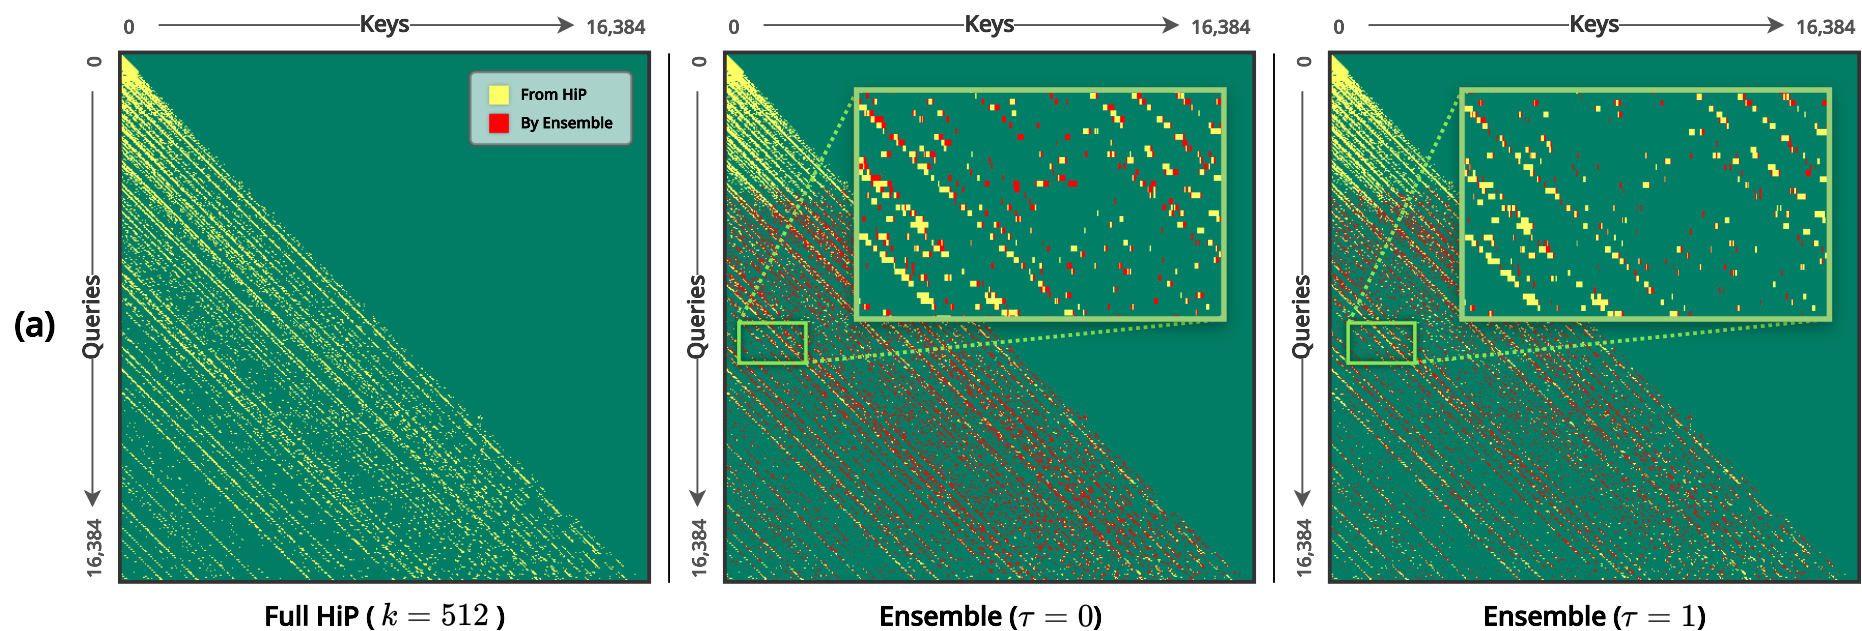 0 Keys 16,384
0 Keys 16,384
0 Keys 16,384
0
Queries
16,384
From HiP
By Ensemble
0
Queries
16,384
0
Queries
16,384
(a)
Full HiP ( k = 512 )
Ensemble (τ = 0)
Ensemble (τ = 1)